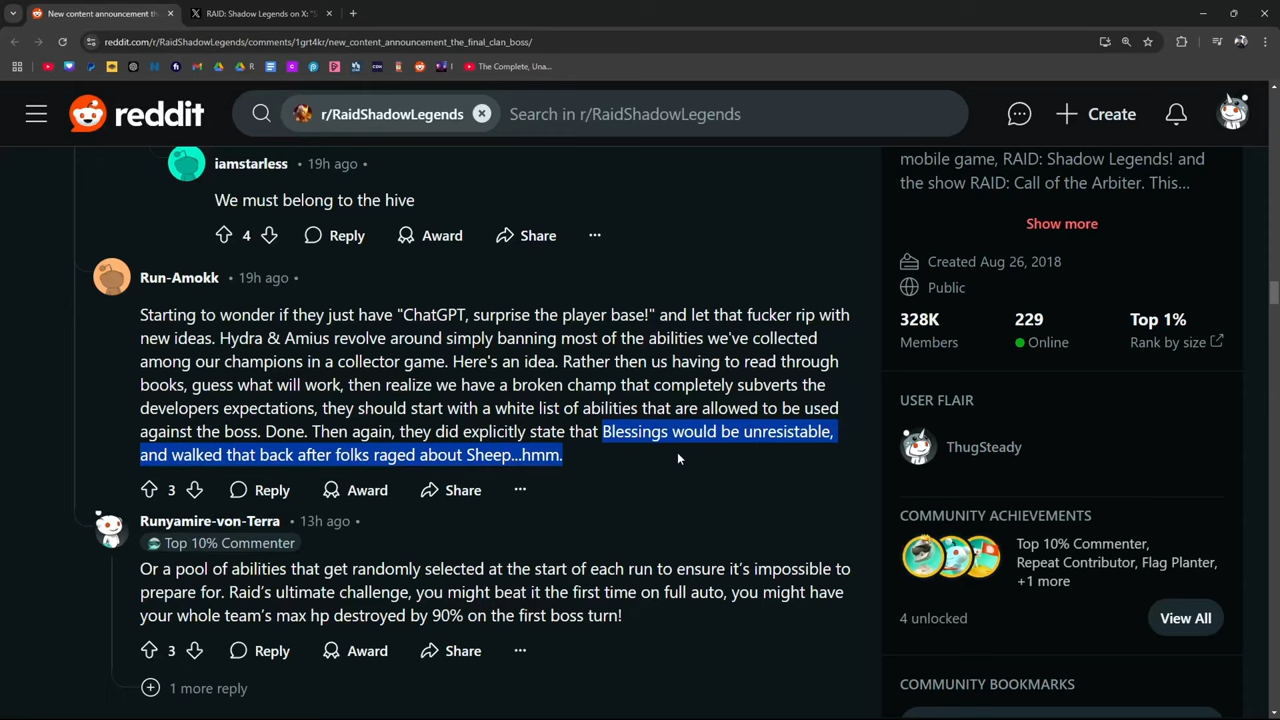 New content announcement th
RAID: Shadow Legends on X: "S
reddit.com/r/RaidShadowLegends/comments/1grt4kr/new_content_announcement_the_final_clan_boss/
The Complete, Una...
reddit
r/RaidShadowLegends
Search in r/RaidShadowLegends
Create
iamstarless • 19h ago •
We must belong to the hive
4 Reply Award Share ...
Run-Amokk • 19h ago •
Starting to wonder if they just have "ChatGPT, surprise the player base!" and let that fucker rip with
new ideas. Hydra & Amius revolve around simply banning most of the abilities we've collected
among our champions in a collector game. Here's an idea. Rather then us having to read through
books, guess what will work, then realize we have a broken champ that completely subverts the
developers expectations, they should start with a white list of abilities that are allowed to be used
against the boss. Done. Then again, they did explicitly state that Blessings would be unresistable,
and walked that back after folks raged about Sheep...hmm.
3 Reply Award Share ...
Runyamire-von-Terra • 13h ago •
Top 10% Commenter
Or a pool of abilities that get randomly selected at the start of each run to ensure it's impossible to
prepare for. Raid's ultimate challenge, you might beat it the first time on full auto, you might have
your whole team's max hp destroyed by 90% on the first boss turn!
3 Reply Award Share ...
1 more reply
mobile game, RAID: Shadow Legends! and
the show RAID: Call of the Arbiter. This...
Show more
Created Aug 26, 2018
Public
328K 229 Top 1%
Members Online Rank by size
USER FLAIR
ThugSteady
COMMUNITY ACHIEVEMENTS
Top 10% Commenter,
Repeat Contributor, Flag Planter,
+1 more
4 unlocked View All
COMMUNITY BOOKMARKS